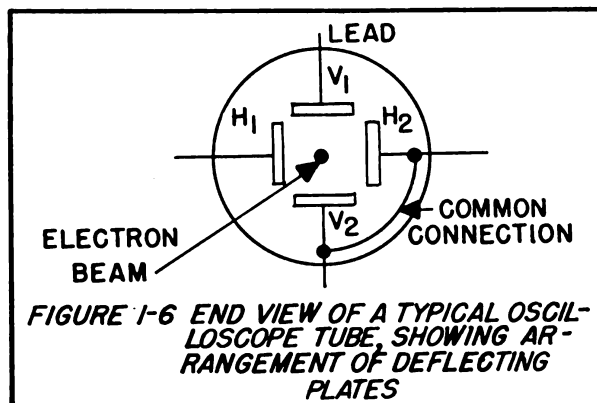 LEAD
V1
H1
H2
V2
ELECTRON
BEAM
COMMON
CONNECTION
FIGURE 1-6 END VIEW OF A TYPICAL OSCIL-
LOSCOPE TUBE, SHOWING AR-
RANGEMENT OF DEFLECTING
PLATES